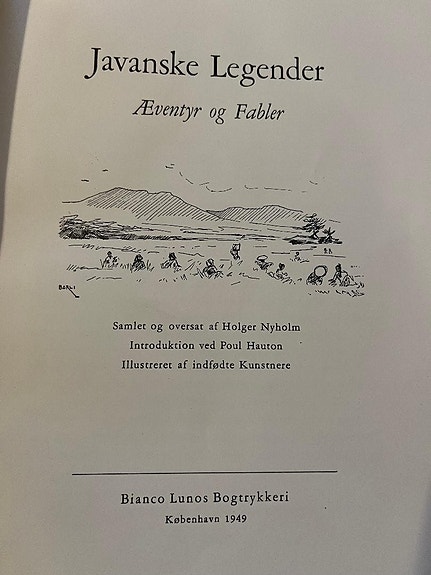 Javanske Legender
Æventyr og Fabler
Samlet og oversat af Holger Nyholm
Introduktion ved Poul Hauton
Illustreret af indfødte Kunstnere
Bianco Lunos Bogtrykkeri
København 1949